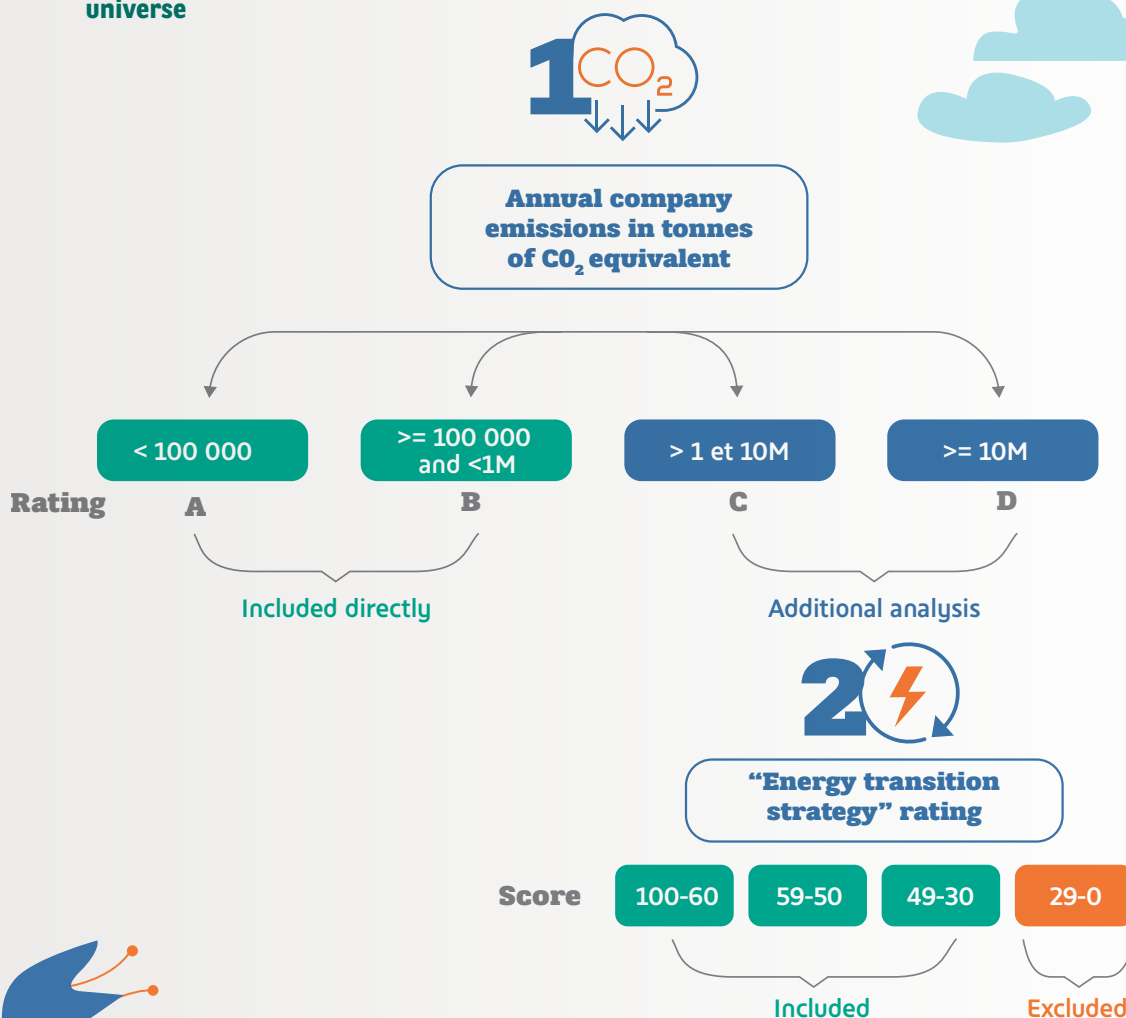 universe
1 CO₂
Annual company
emissions in tonnes
of C0₂ equivalent
< 100 000
>= 100 000
and <1M
> 1 et 10M
>= 10M
Rating A B C D
Included directly
Additional analysis
2
“Energy transition
strategy” rating
Score 100-60 59-50 49-30 29-0
Included Excluded